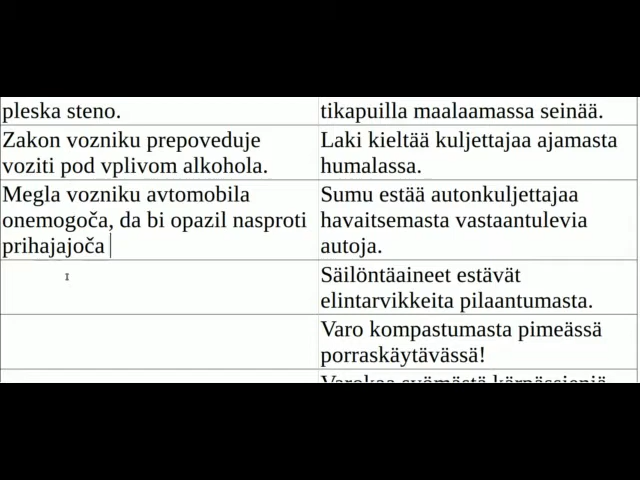 pleska steno.
tikapuilla maalaamassa seinää.
Zakon vozniku prepoveduje
voziti pod vplivom alkohola.
Laki kieltää kuljettajaa ajamasta
humalassa.
Megla vozniku avtomobila
onemogoča, da bi opazil nasproti
prihajajoča
Sumu estää autonkuljettajaa
havaitsemasta vastaantulevia
autoja.
Säilöntäaineet estävät
elintarvikkeita pilaantumasta.
Varo kompastumasta pimeässä
porraskäytävässä!